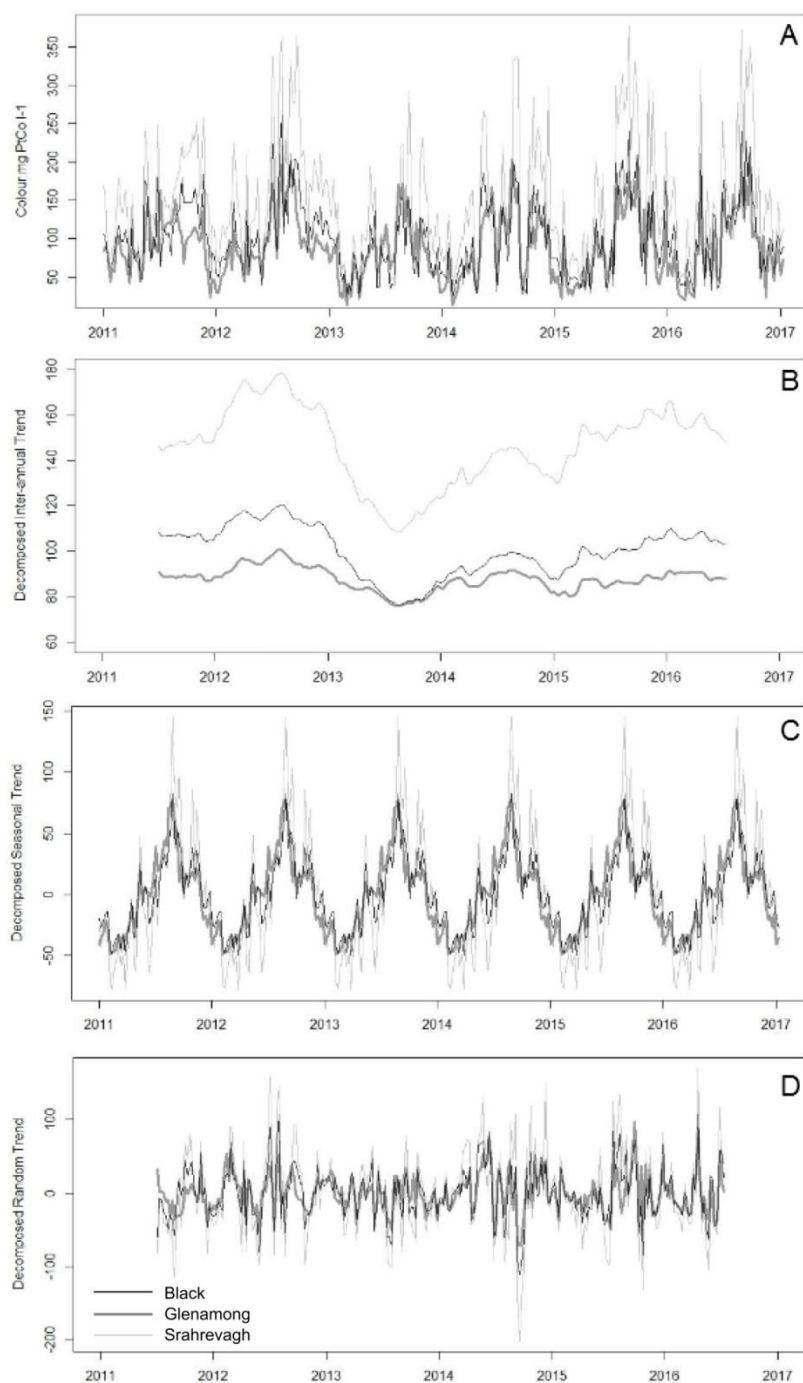 A
Colour mg PtCo l-1
350
300
250
200
150
100
50
2011 2012 2013 2014 2015 2016 2017
B
Decomposed Inter-annual Trend
180
160
140
120
100
80
60
2011 2012 2013 2014 2015 2016 2017
C
Decomposed Seasonal Trend
150
100
50
0
-50
2011 2012 2013 2014 2015 2016 2017
D
Decomposed Random Trend
100
0
-100
-200
Black
Glenamong
Srahrevagh
2011 2012 2013 2014 2015 2016 2017